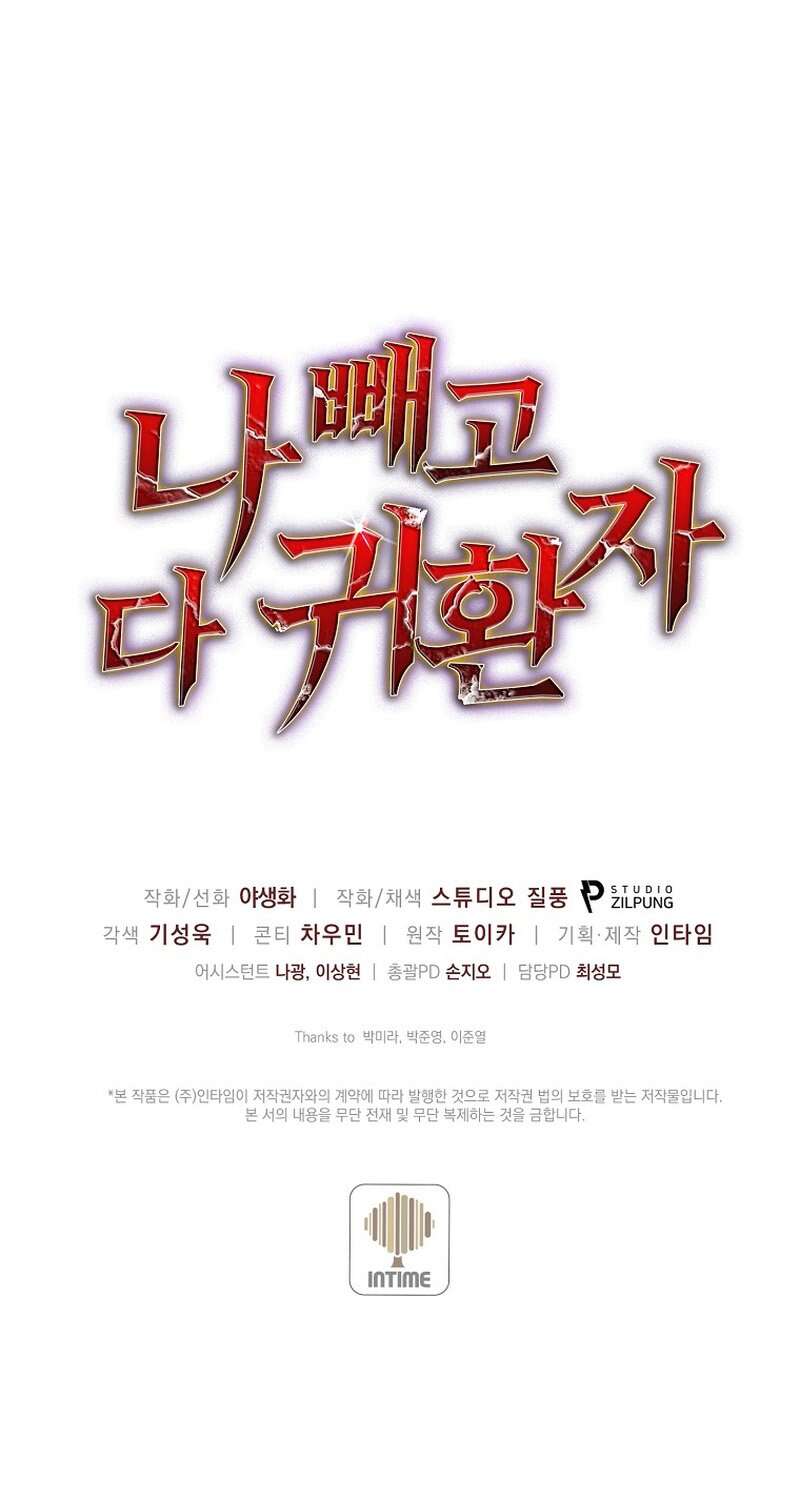 나 빼고
다 귀환자
작화/선화 야생화 | 작화/채색 스튜디오 질풍 STUDIO ZILPUNG
각색 기성욱 | 콘티 차우민 | 원작 토이카 | 기획·제작 인타임
어시스턴트 나광, 이상현 | 총괄PD 손지오 | 담당PD 최성모
Thanks to 박미라, 박준영, 이준열
*본 작품은 (주)인타임이 저작권자와의 계약에 따라 발행한 것으로 저작권 법의 보호를 받는 저작물입니다.
본 서의 내용을 무단 전재 및 무단 복제하는 것을 금합니다.
INTIME